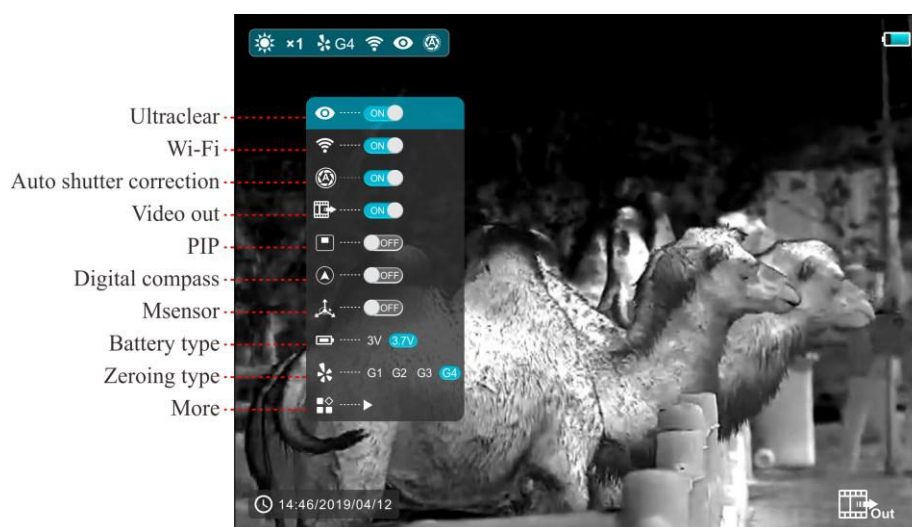 ×1 G4
Ultraclear ON
Wi-Fi ON
Auto shutter correction ON
Video out ON
PIP OFF
Digital compass OFF
Msensor OFF
Battery type 3V 3.7V
Zeroing type G1 G2 G3 G4
More
14:46/2019/04/12
Out